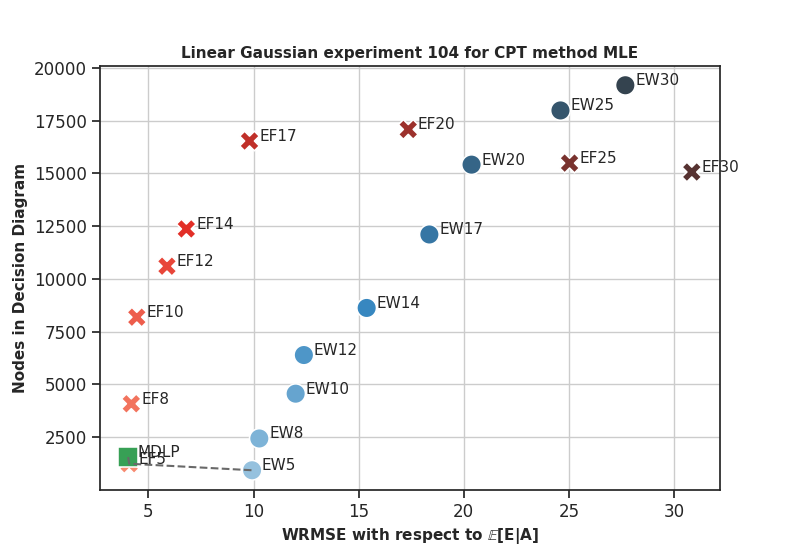 Linear Gaussian experiment 104 for CPT method MLE
Nodes in Decision Diagram
20000
17500
15000
12500
10000
7500
5000
2500
EW30
EW25
EF20
EF17
EW20
EF25
EF30
EF14
EW17
EF12
EF10
EW14
EW12
EW10
EF8
EW8
MDLP
EF5
EW5
5
10
15
20
25
30
WRMSE with respect to 𝔼[E|A]